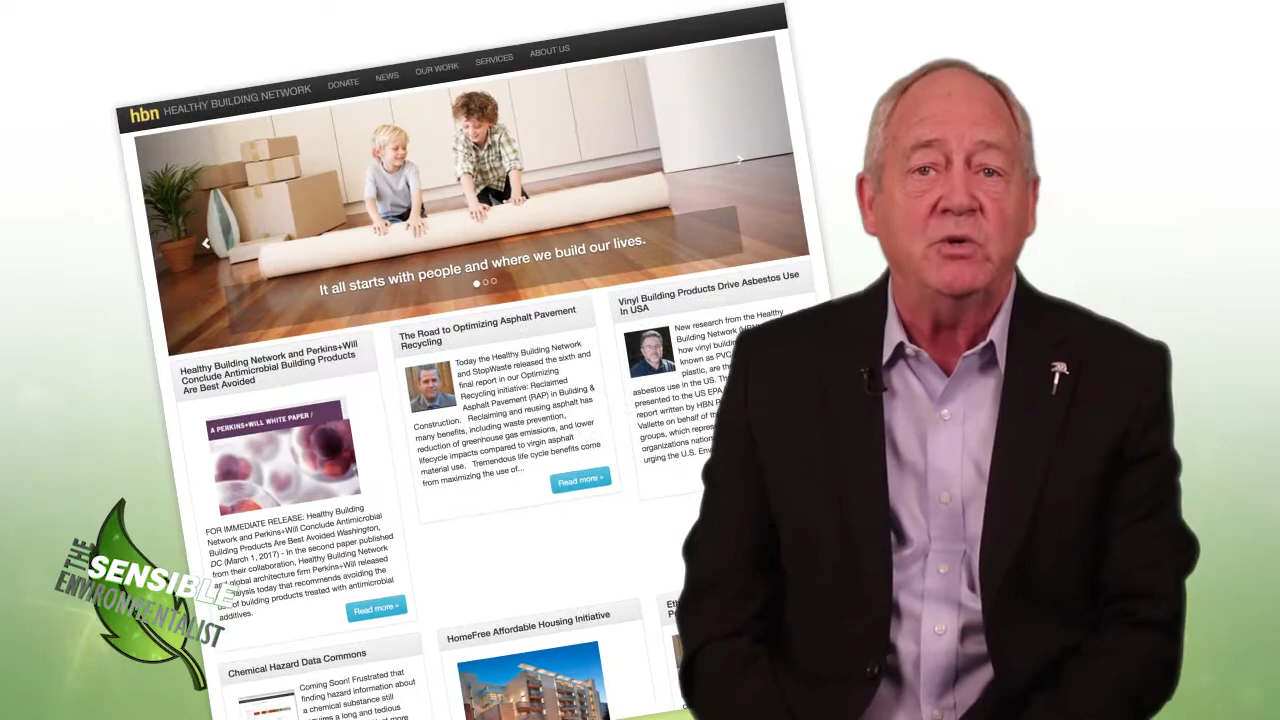 hbn HEALTHY BUILDING NETWORK DONATE NEWS OUR WORK SERVICES ABOUT US
It all starts with people and where we build our lives.
Healthy Building Network and Perkins+Will
Conclude Antimicrobial Building Products
Are Best Avoided
A PERKINS+WILL WHITE PAPER /
FOR IMMEDIATE RELEASE: Healthy Building
Network and Perkins+Will Conclude Antimicrobial
Building Products Are Best Avoided Washington,
DC (March 1, 2017) - In the second paper published
from their collaboration, Healthy Building Network
global architecture firm Perkins+Will released
analysis today that recommends avoiding the
of building products treated with antimicrobial
additives.
Read more »
The Road to Optimizing Asphalt Pavement
Recycling
Today the Healthy Building Network
and StopWaste released the sixth and
final report in our Optimizing
Recycling initiative: Reclaimed
Asphalt Pavement (RAP) in Building &
Construction. Reclaiming and reusing asphalt has
many benefits, including waste prevention,
reduction of greenhouse gas emissions, and lower
lifecycle impacts compared to virgin asphalt
material use. Tremendous life cycle benefits come
from maximizing the use of...
Read more »
Vinyl Building Products Drive Asbestos Use
In USA
New research from the Healthy
Building Network (HBN)
how vinyl building
known as PVC
plastic, are the
asbestos use in the US. The
presented to the US EPA
report written by HBN
Vallette on behalf of the
groups, which repres
organizations nation
urging the U.S. Env
Chemical Hazard Data Commons
Coming Soon! Frustrated that
finding hazard information about
a chemical substance still
requires a long and tedious
HomeFree Affordable Housing Initiative
THE
SENSIBLE
ENVIRONMENTALIST